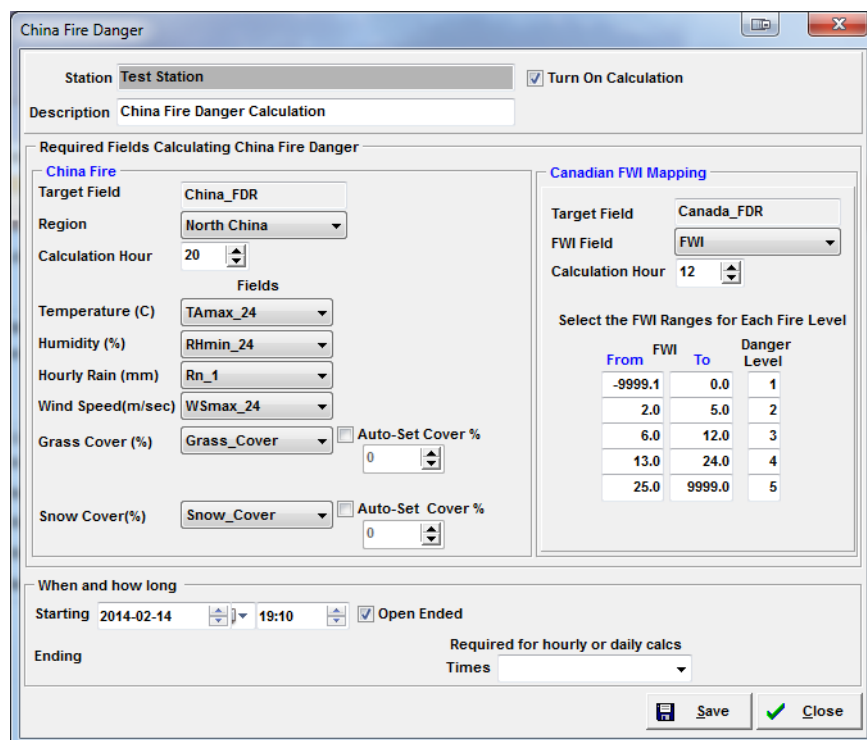 China Fire Danger
Station Test Station Turn On Calculation
Description China Fire Danger Calculation
Required Fields Calculating China Fire Danger
China Fire
Target Field China_FDR
Region North China
Calculation Hour 20
Fields
Temperature (C) TAmax_24
Humidity (%) RHmin_24
Hourly Rain (mm) Rn_1
Wind Speed(m/sec) WSmax_24
Grass Cover (%) Grass_Cover Auto-Set Cover %
0
Snow Cover(%) Snow_Cover Auto-Set Cover %
0
Canadian FWI Mapping
Target Field Canada_FDR
FWI Field FWI
Calculation Hour 12
Select the FWI Ranges for Each Fire Level
FWI Danger
From To Level
-9999.1 0.0 1
2.0 5.0 2
6.0 12.0 3
13.0 24.0 4
25.0 9999.0 5
When and how long
Starting 2014-02-14 19:10 Open Ended
Ending
Required for hourly or daily calcs
Times
Save Close